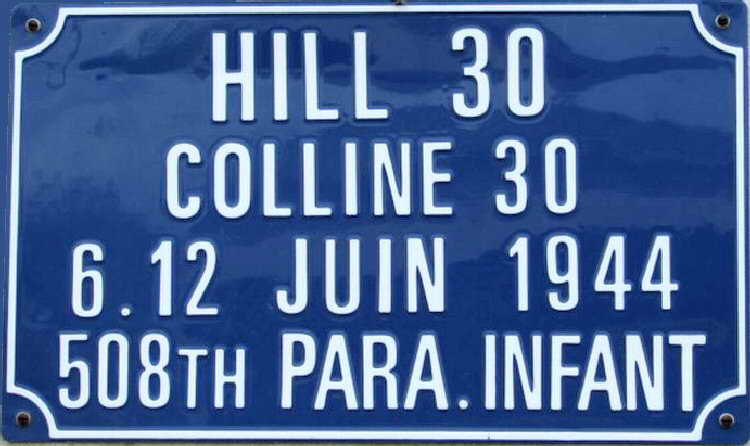 HILL 30
COLLINE 30
6.12 JUIN 1944
508TH PARA.INFANT